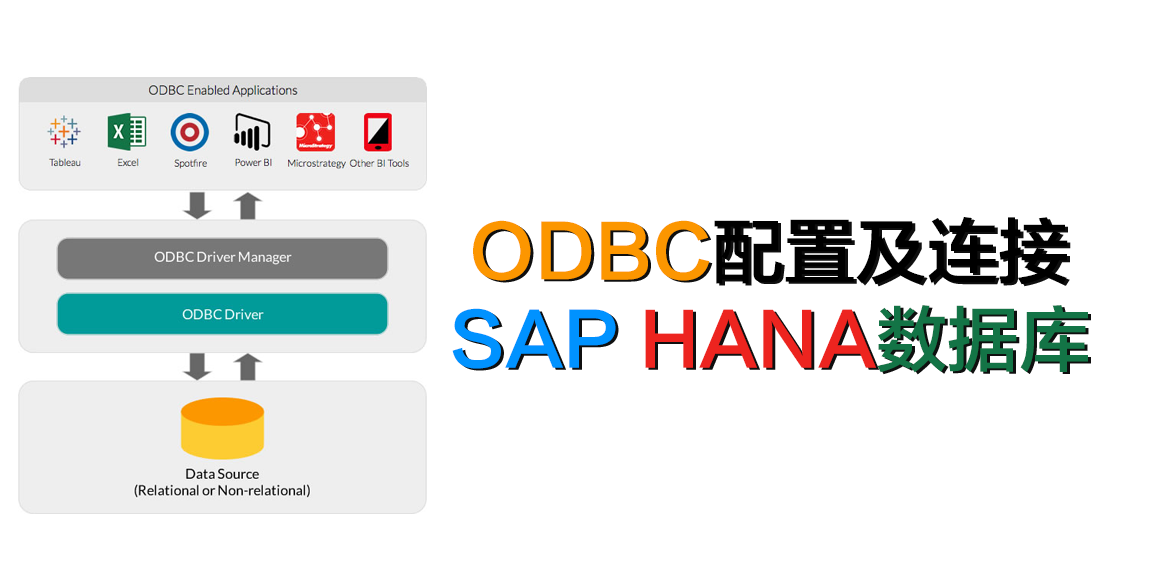 ODBC Enabled Applications
Tableau
Excel
Spotfire
Power BI
MicroStrategy
Microstrategy
Other BI Tools
ODBC Driver Manager
ODBC Driver
Data Source
(Relational or Non-relational)
ODBC配置及连接
SAP HANA数据库